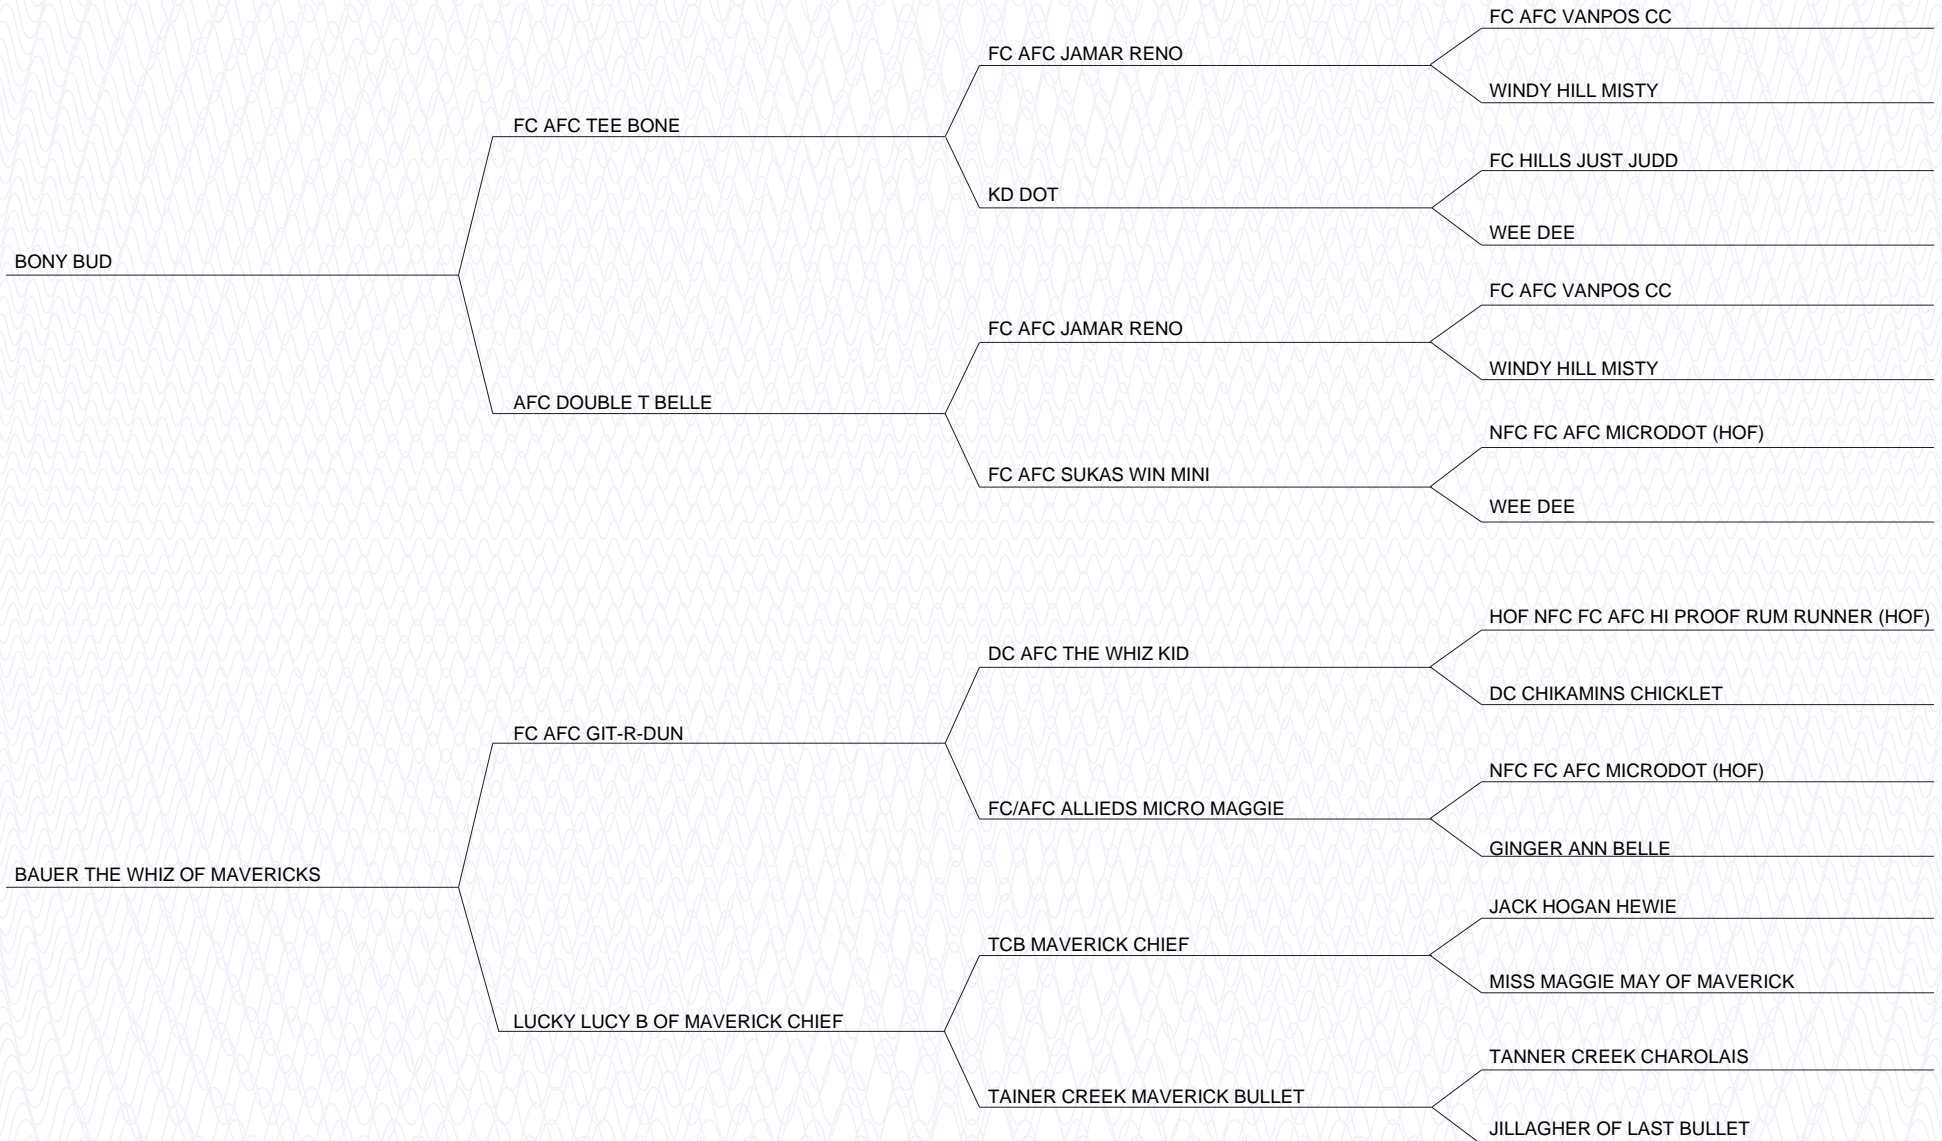 FC AFC VANPOS CC
FC AFC JAMAR RENO
WINDY HILL MISTY
FC AFC TEE BONE
FC HILLS JUST JUDD
KD DOT
WEE DEE
BONY BUD
FC AFC VANPOS CC
FC AFC JAMAR RENO
WINDY HILL MISTY
AFC DOUBLE T BELLE
NFC FC AFC MICRODOT (HOF)
FC AFC SUKAS WIN MINI
WEE DEE
HOF NFC FC AFC HI PROOF RUM RUNNER (HOF)
DC AFC THE WHIZ KID
DC CHIKAMINS CHICKLET
FC AFC GIT-R-DUN
NFC FC AFC MICRODOT (HOF)
FC/AFC ALLIEDS MICRO MAGGIE
GINGER ANN BELLE
BAUER THE WHIZ OF MAVERICKS
JACK HOGAN HEWIE
TCB MAVERICK CHIEF
MISS MAGGIE MAY OF MAVERICK
LUCKY LUCY B OF MAVERICK CHIEF
TANNER CREEK CHAROLAIS
TAINER CREEK MAVERICK BULLET
JILLAGHER OF LAST BULLET